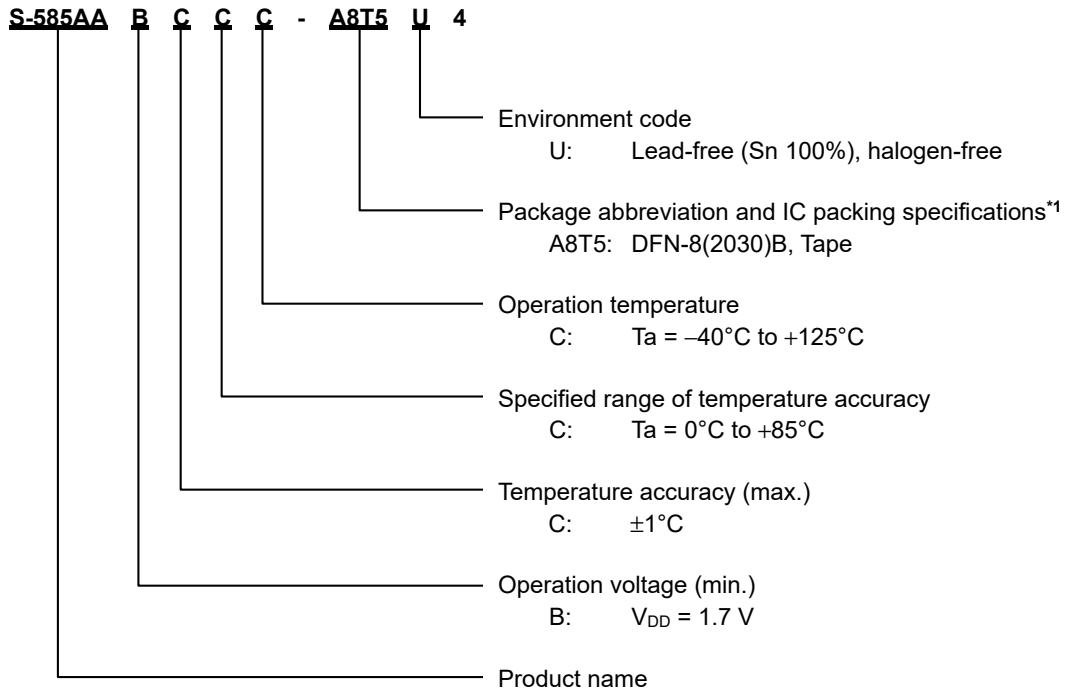 S-585AA B C C C - A8T5 U 4
Environment code
U: Lead-free (Sn 100%), halogen-free
Package abbreviation and IC packing specifications*1
A8T5: DFN-8(2030)B, Tape
Operation temperature
C: Ta = −40°C to +125°C
Specified range of temperature accuracy
C: Ta = 0°C to +85°C
Temperature accuracy (max.)
C: ±1°C
Operation voltage (min.)
B: VDD = 1.7 V
Product name